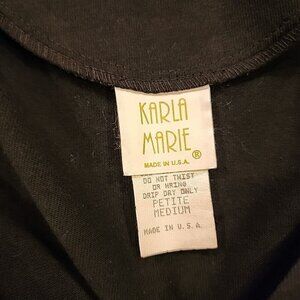 KARLA
MARIE
MADE IN U.S.A. ®
DO NOT TWIST
OR WRING
DRIP DRY ONLY
PETITE
MEDIUM
MADE IN U.S.A.